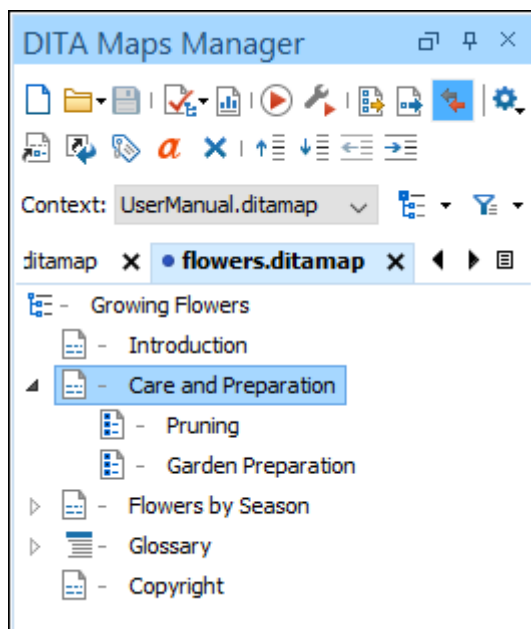 DITA Maps Manager
Context: UserManual.ditamap
ditamap flowers.ditamap
Growing Flowers
Introduction
Care and Preparation
Pruning
Garden Preparation
Flowers by Season
Glossary
Copyright